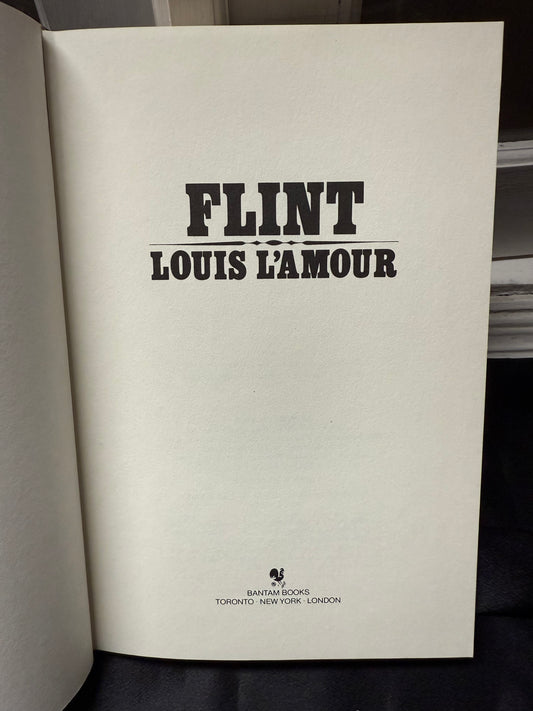 FLINT
LOUIS L'AMOUR
BANTAM BOOKS
TORONTO · NEW YORK · LONDON